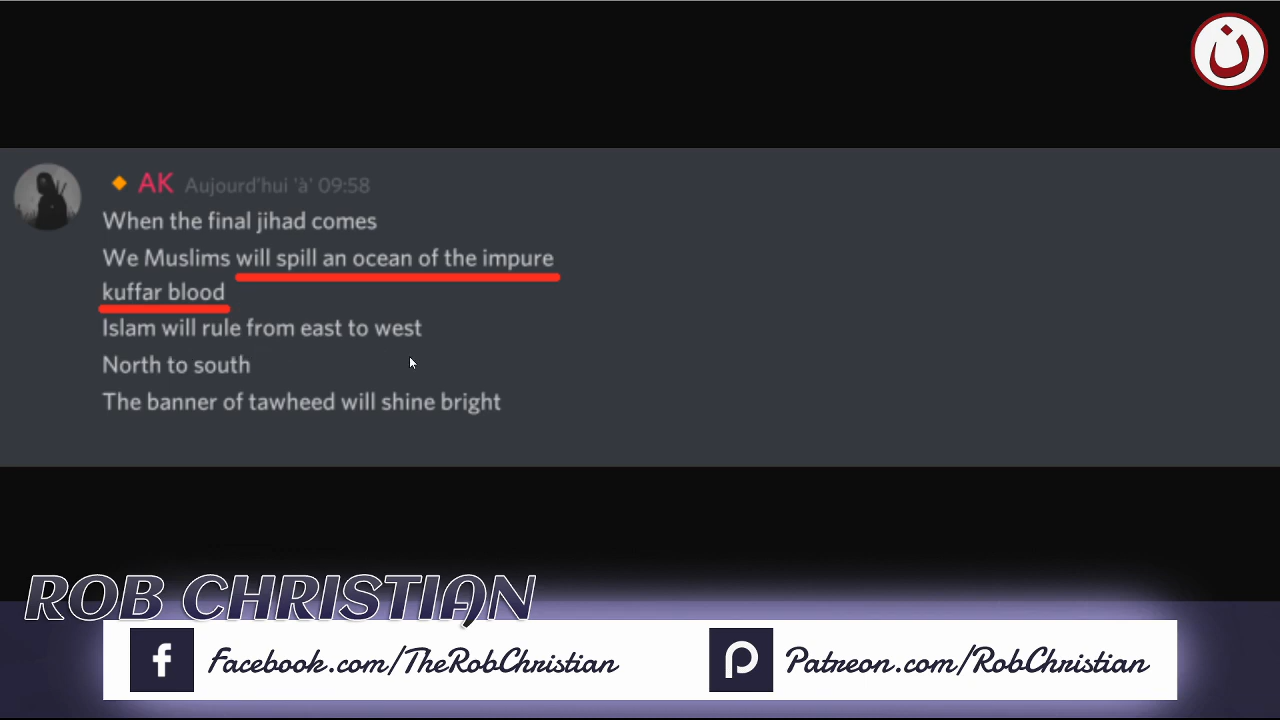 ن
AK Aujourd'hui 'à' 09:58
When the final jihad comes
We Muslims will spill an ocean of the impure
kuffar blood
Islam will rule from east to west
North to south
The banner of tawheed will shine bright
ROB CHRISTIAN
f Facebook.com/TheRobChristian
Patreon.com/RobChristian